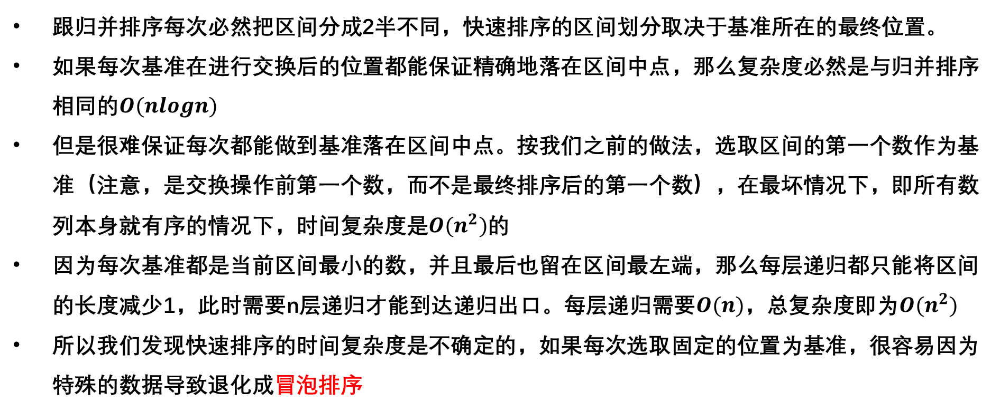 • 跟归并排序每次必然把区间分成2半不同，快速排序的区间划分取决于基准所在的最终位置。
• 如果每次基准在进行交换后的位置都能保证精确地落在区间中点，那么复杂度必然是与归并排序
相同的O(nlogn)
• 但是很难保证每次都能做到基准落在区间中点。按我们之前的做法，选取区间的第一个数作为基
准（注意，是交换操作前第一个数，而不是最终排序后的第一个数），在最坏情况下，即所有数
列本身就有序的情况下，时间复杂度是O(n²)的
• 因为每次基准都是当前区间最小的数，并且最后也留在区间最左端，那么每层递归都只能将区间
的长度减少1，此时需要n层递归才能到达递归出口。每层递归需要O(n)，总复杂度即为O(n²)
• 所以我们发现快速排序的时间复杂度是不确定的，如果每次选取固定的位置为基准，很容易因为
特殊的数据导致退化成冒泡排序